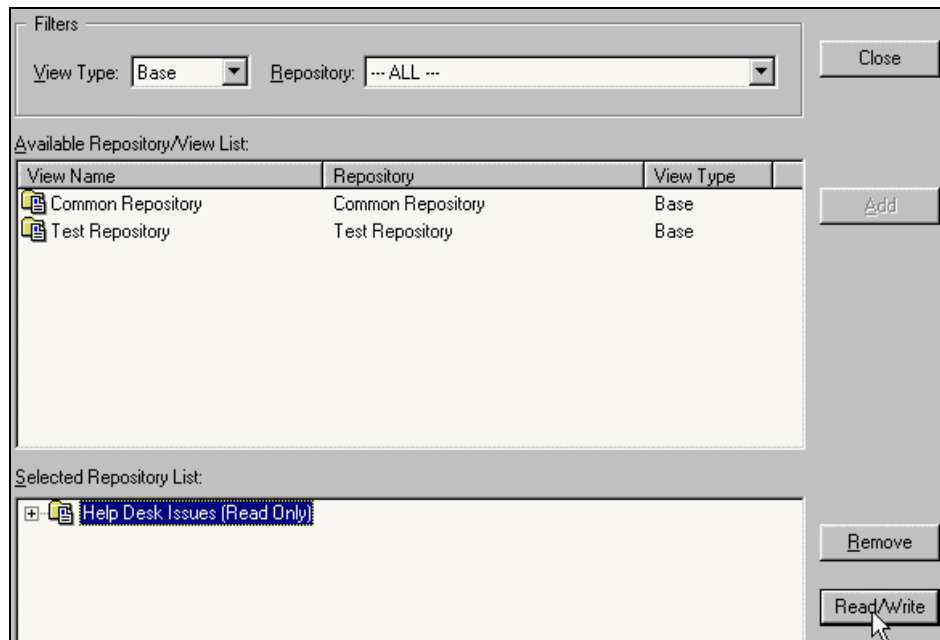 Filters
View Type: Base Repository: --- ALL ---
Close
Available Repository/View List:
View Name Repository View Type
Common Repository Common Repository Base
Add
Test Repository Test Repository Base
Selected Repository List:
Help Desk Issues (Read Only)
Remove
Read/Write